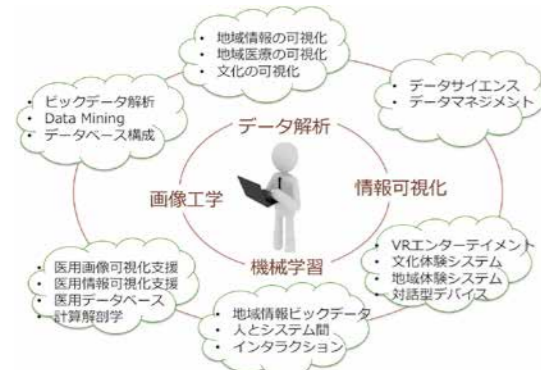 • 地域情報の可視化
• 地域医療の可視化
• 文化の可視化
• ビックデータ解析
• Data Mining
• データベース構成
• データサイエンス
• データマネジメント
データ解析
画像工学
情報可視化
機械学習
• 医用画像可視化支援
• 医用情報可視化支援
• 医用データベース
• 計算解剖学
• 地域情報ビックデータ
• 人とシステム間
• インタラクション
• VRエンターテイメント
• 文化体験システム
• 地域体験システム
• 対話型デバイス